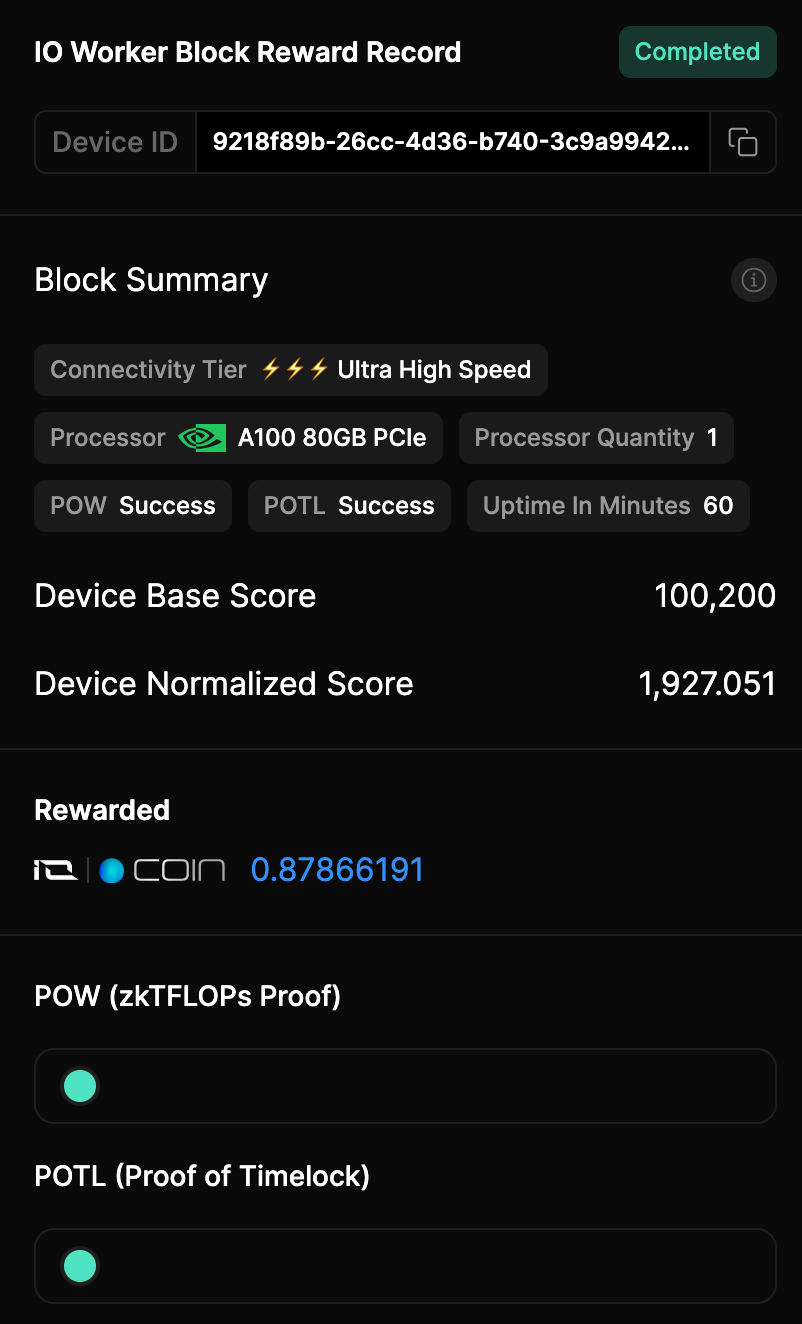 IO Worker Block Reward Record Completed
Device ID 9218f89b-26cc-4d36-b740-3c9a9942...
Block Summary
Connectivity Tier ⚡⚡⚡ Ultra High Speed
Processor A100 80GB PCIe Processor Quantity 1
POW Success POTL Success Uptime In Minutes 60
Device Base Score 100,200
Device Normalized Score 1,927.051
Rewarded
IO | COIN 0.87866191
POW (zkTFLOPs Proof)
POTL (Proof of Timelock)